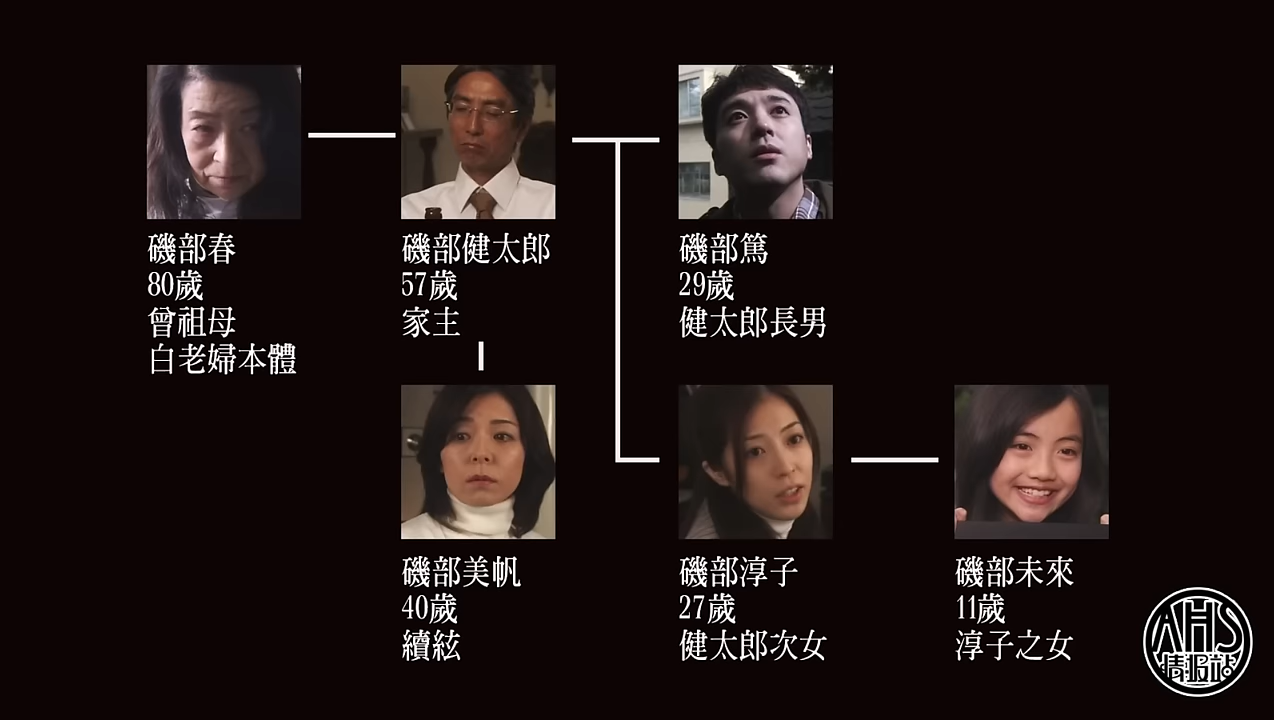 磯部春
80歲
曾祖母
白老婦本體
磯部健太郎
57歲
家主
磯部篤
29歲
健太郎長男
磯部美帆
40歲
續絃
磯部淳子
27歲
健太郎次女
磯部未來
11歲
淳子之女
AHS
情報站